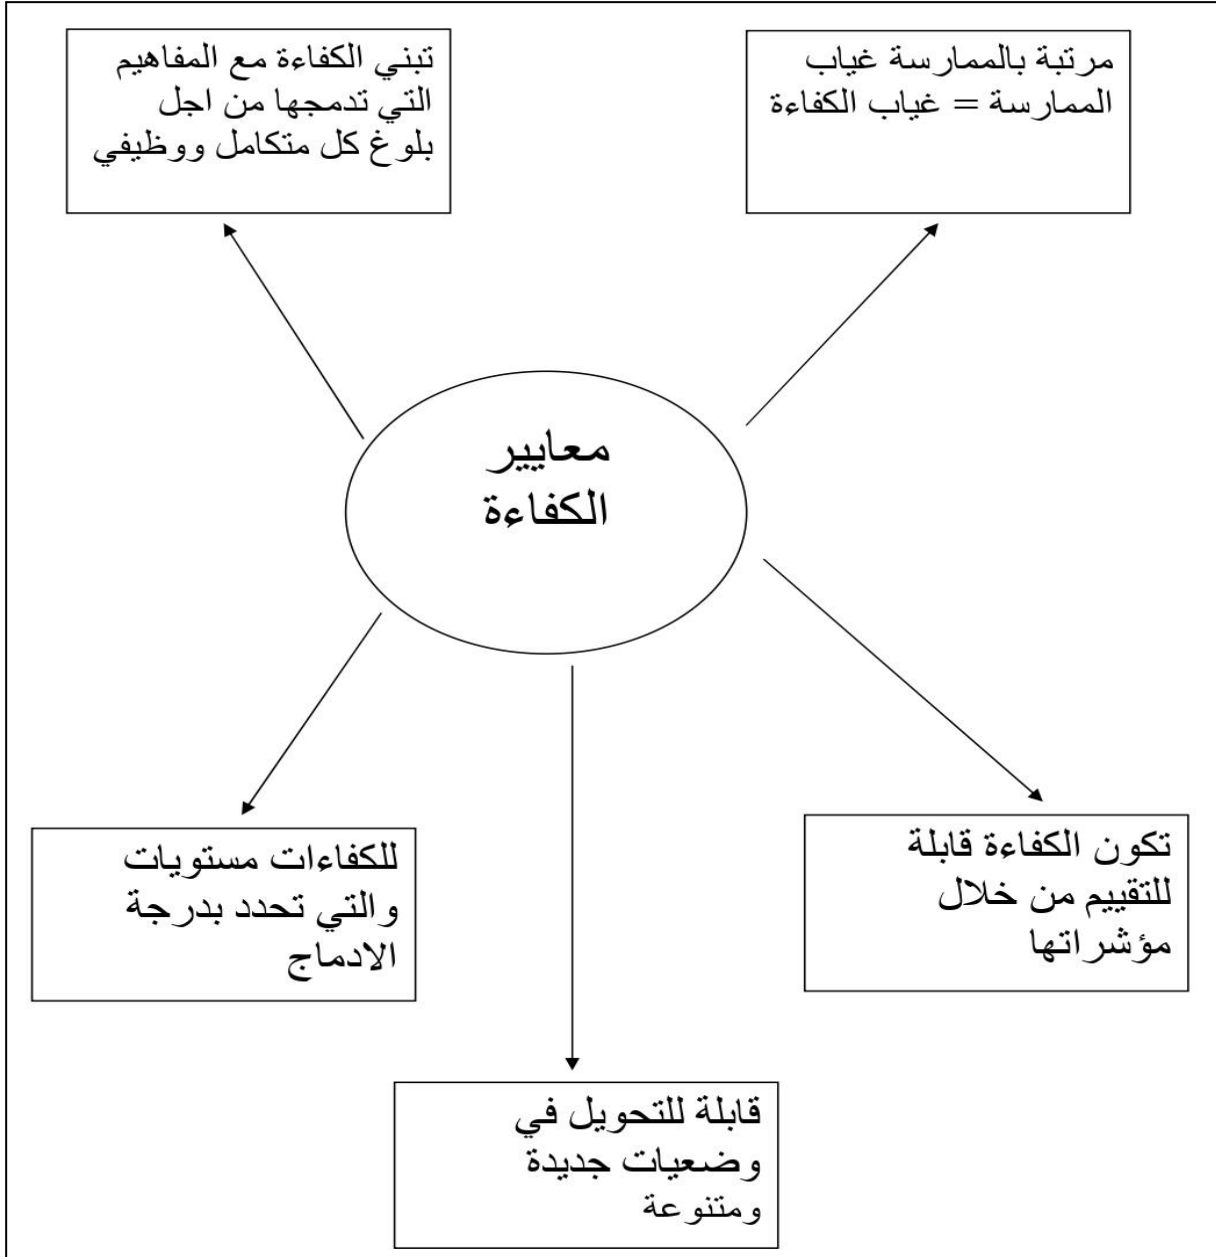 مرتبة بالممارسة غياب
الممارسة = غياب الكفاءة
تبني الكفاءة مع المفاهيم
التي تدمجها من اجل
بلوغ كل متكامل ووظيفي
معايير
الكفاءة
تكون الكفاءة قابلة
للتقييم من خلال
مؤشراتها
للكفاءات مستويات
والتي تحدد بدرجة
الادماج
قابلة للتحويل في
وضعيات جديدة
ومتنوعة